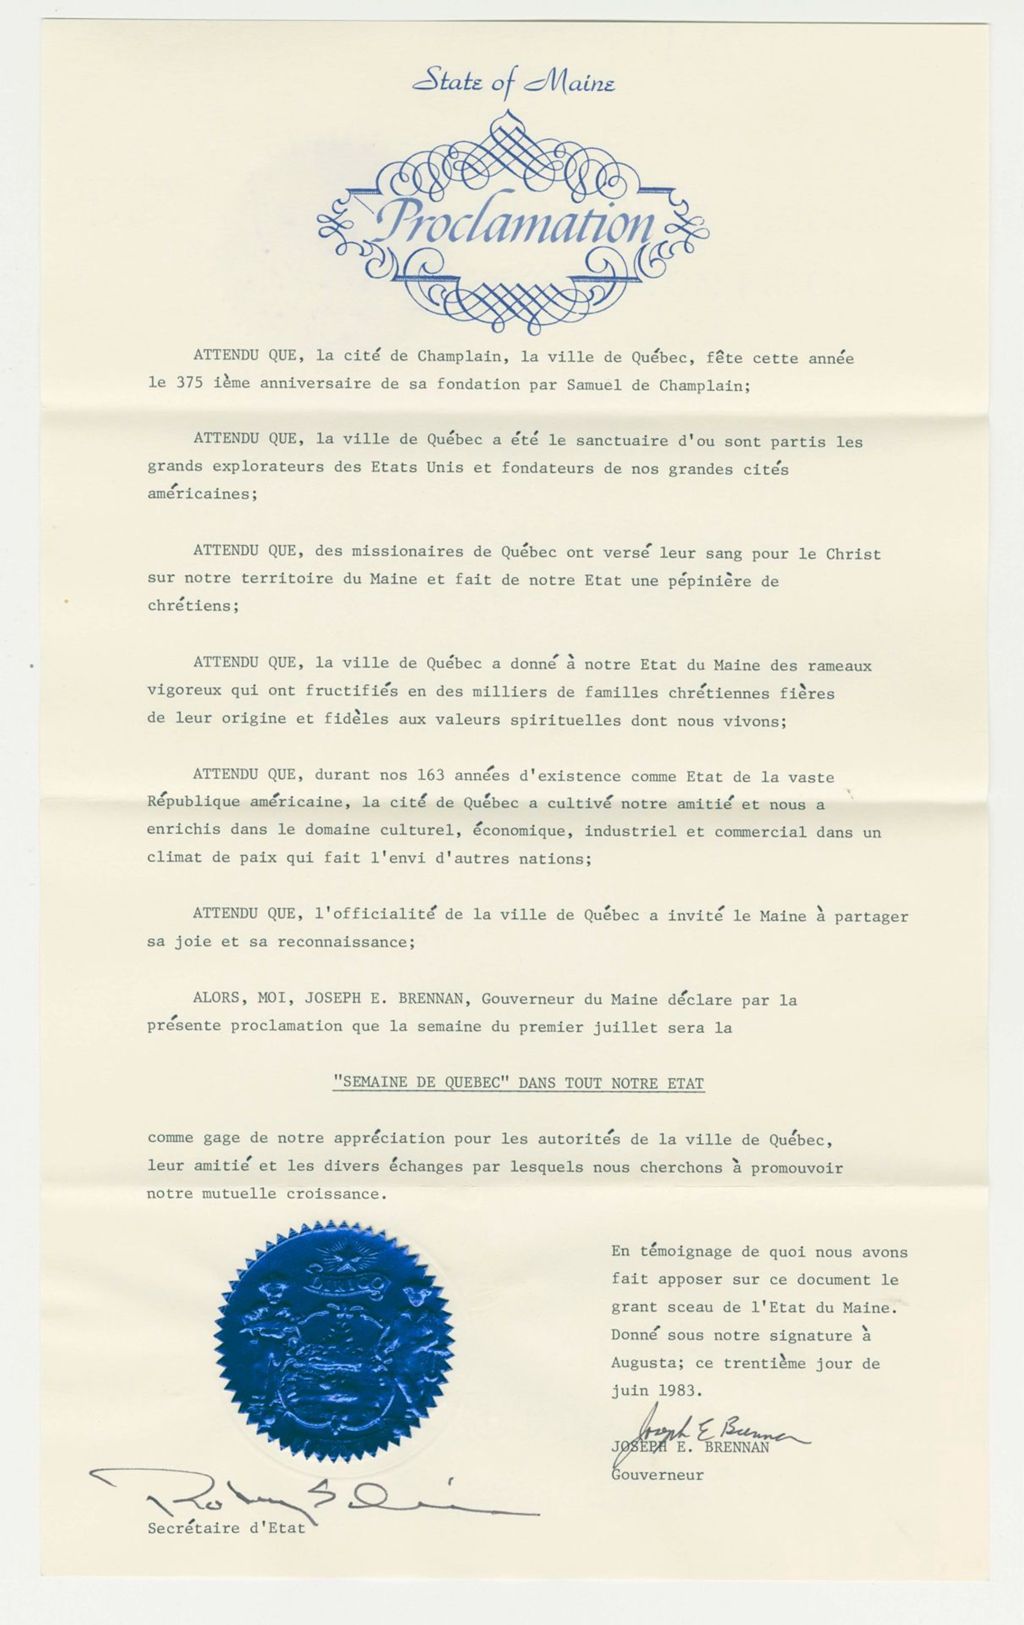 State of Maine
Proclamation
ATTENDU QUE, la cité de Champlain, la ville de Québec, fête cette année
le 375 ième anniversaire de sa fondation par Samuel de Champlain;
ATTENDU QUE, la ville de Québec a été le sanctuaire d'ou sont partis les
grands explorateurs des Etats Unis et fondateurs de nos grandes cités
américaines;
ATTENDU QUE, des missionaires de Québec ont versé leur sang pour le Christ
sur notre territoire du Maine et fait de notre Etat une pépinière de
chrétiens;
ATTENDU QUE, la ville de Québec a donné à notre Etat du Maine des rameaux
vigoreux qui ont fructifiés en des milliers de familles chrétiennes fières
de leur origine et fidèles aux valeurs spirituelles dont nous vivons;
ATTENDU QUE, durant nos 163 années d'existence comme Etat de la vaste
République américaine, la cité de Québec a cultivé notre amitié et nous a
enrichis dans le domaine culturel, économique, industriel et commercial dans un
climat de paix qui fait l'envi d'autres nations;
ATTENDU QUE, l'officialité de la ville de Québec a invité le Maine à partager
sa joie et sa reconnaissance;
ALORS, MOI, JOSEPH E. BRENNAN, Gouverneur du Maine déclare par la
présente proclamation que la semaine du premier juillet sera la
"SEMAINE DE QUEBEC" DANS TOUT NOTRE ETAT
comme gage de notre appréciation pour les autorités de la ville de Québec,
leur amitié et les divers échanges par lesquels nous cherchons à promouvoir
notre mutuelle croissance.
DIRIGO
En témoignage de quoi nous avons
fait apposer sur ce document le
grant sceau de l'Etat du Maine.
Donné sous notre signature à
Augusta; ce trentième jour de
juin 1983.
Joseph E Brennan
JOSEPH E. BRENNAN
Gouverneur
Secrétaire d'Etat